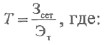 T = З_сет / Э_т, где: